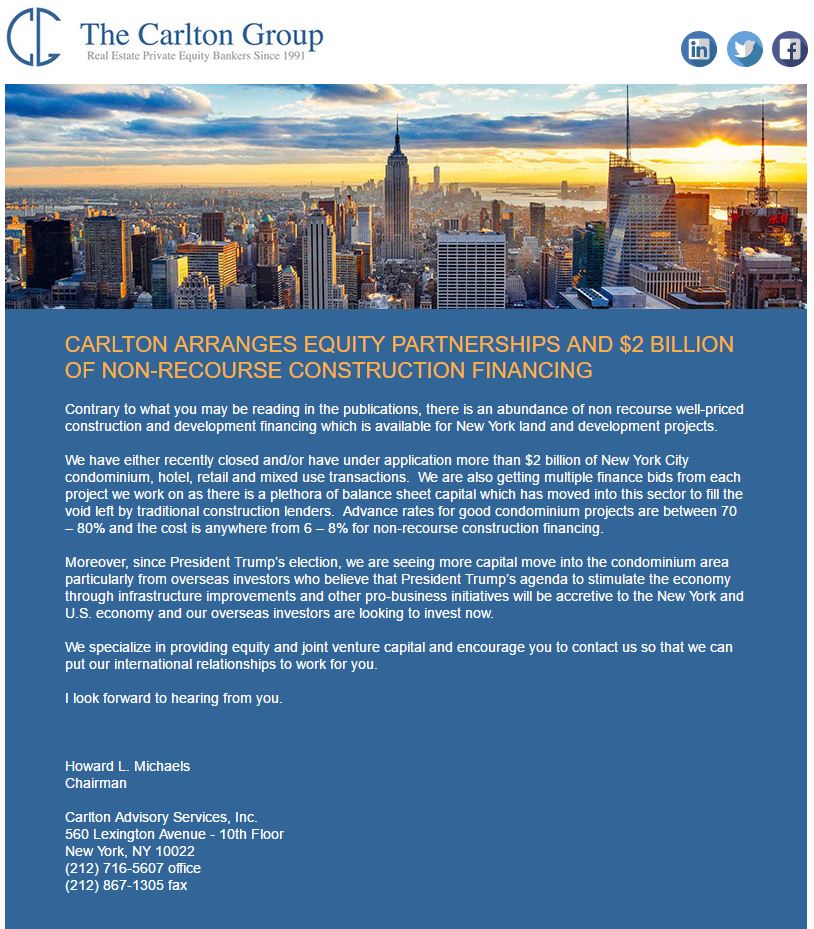 The Carlton Group
Real Estate Private Equity Bankers Since 1991
in
f
H&M
CARLTON ARRANGES EQUITY PARTNERSHIPS AND $2 BILLION
OF NON-RECOURSE CONSTRUCTION FINANCING
Contrary to what you may be reading in the publications, there is an abundance of non recourse well-priced
construction and development financing which is available for New York land and development projects.
We have either recently closed and/or have under application more than $2 billion of New York City
condominium, hotel, retail and mixed use transactions.  We are also getting multiple finance bids from each
project we work on as there is a plethora of balance sheet capital which has moved into this sector to fill the
void left by traditional construction lenders.  Advance rates for good condominium projects are between 70
– 80% and the cost is anywhere from 6 – 8% for non-recourse construction financing.
Moreover, since President Trump’s election, we are seeing more capital move into the condominium area
particularly from overseas investors who believe that President Trump’s agenda to stimulate the economy
through infrastructure improvements and other pro-business initiatives will be accretive to the New York and
U.S. economy and our overseas investors are looking to invest now.
We specialize in providing equity and joint venture capital and encourage you to contact us so that we can
put our international relationships to work for you.
I look forward to hearing from you.
Howard L. Michaels
Chairman
Carlton Advisory Services, Inc.
560 Lexington Avenue - 10th Floor
New York, NY 10022
(212) 716-5607 office
(212) 867-1305 fax